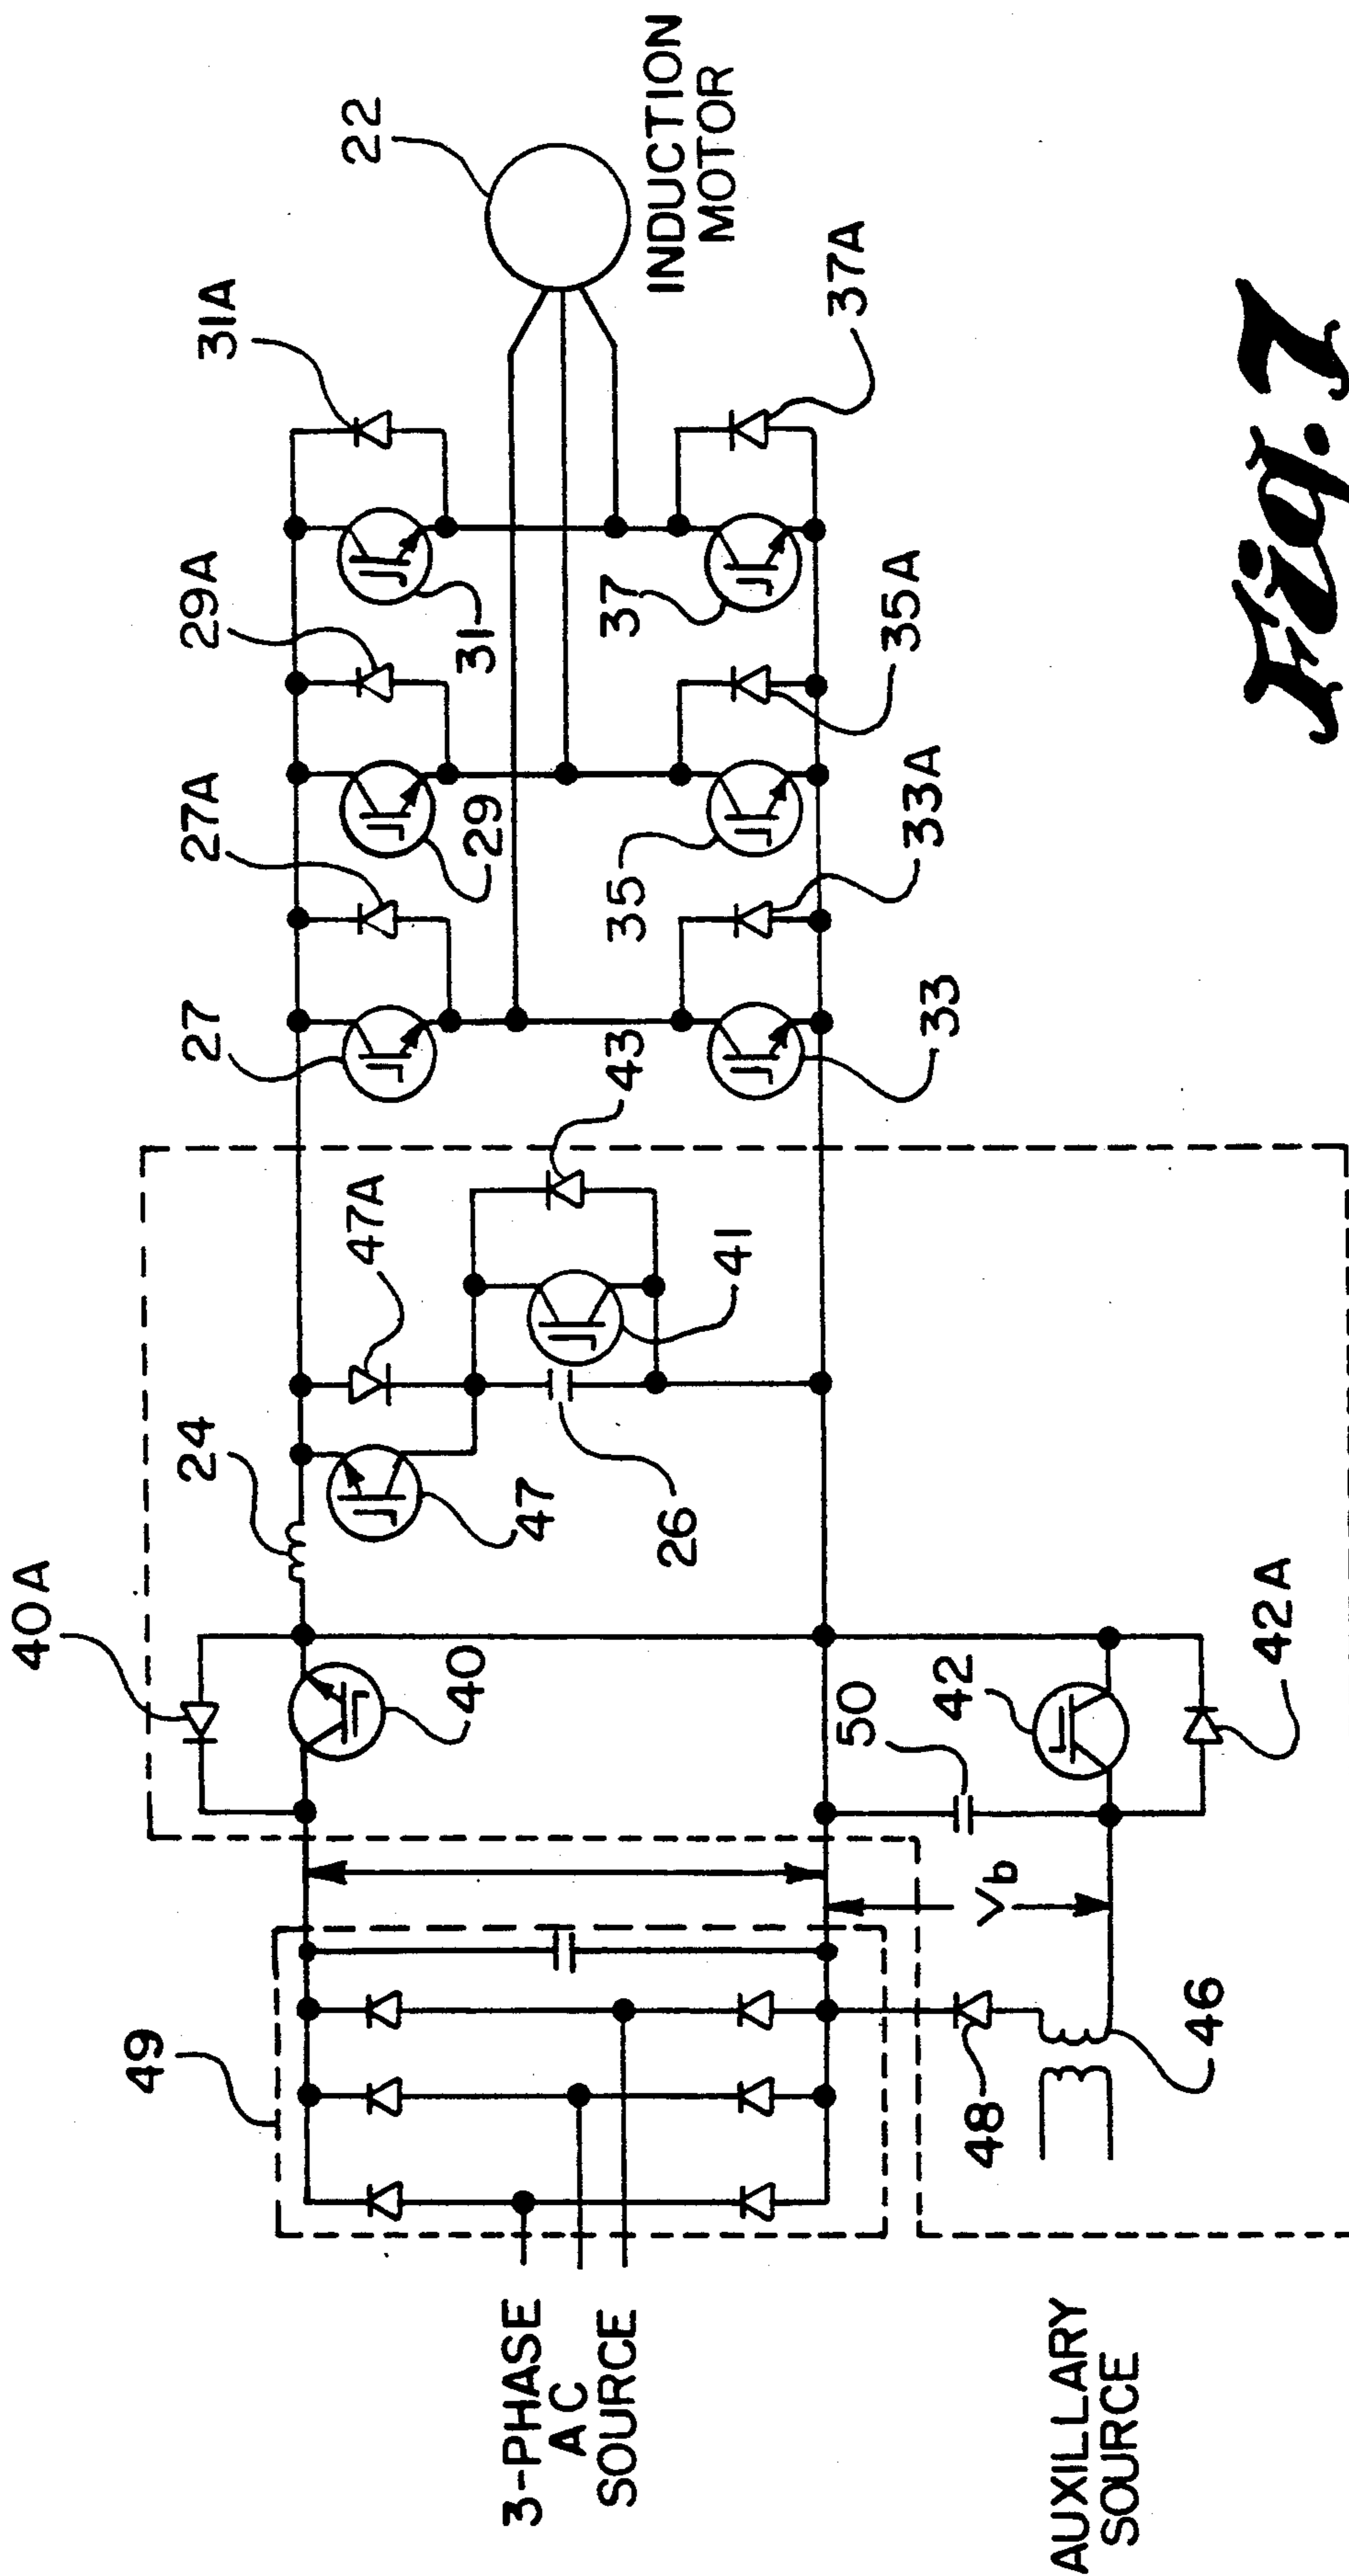 40A
24
47A
27
27A
29A
31A
22
INDUCTION
MOTOR
49
3-PHASE
AC
SOURCE
40
47
26
41
43
29
31
35
37
33
33A
35A
37A
Vb
50
42
42A
48
46
AUXILLARY
SOURCE
Fig. 1